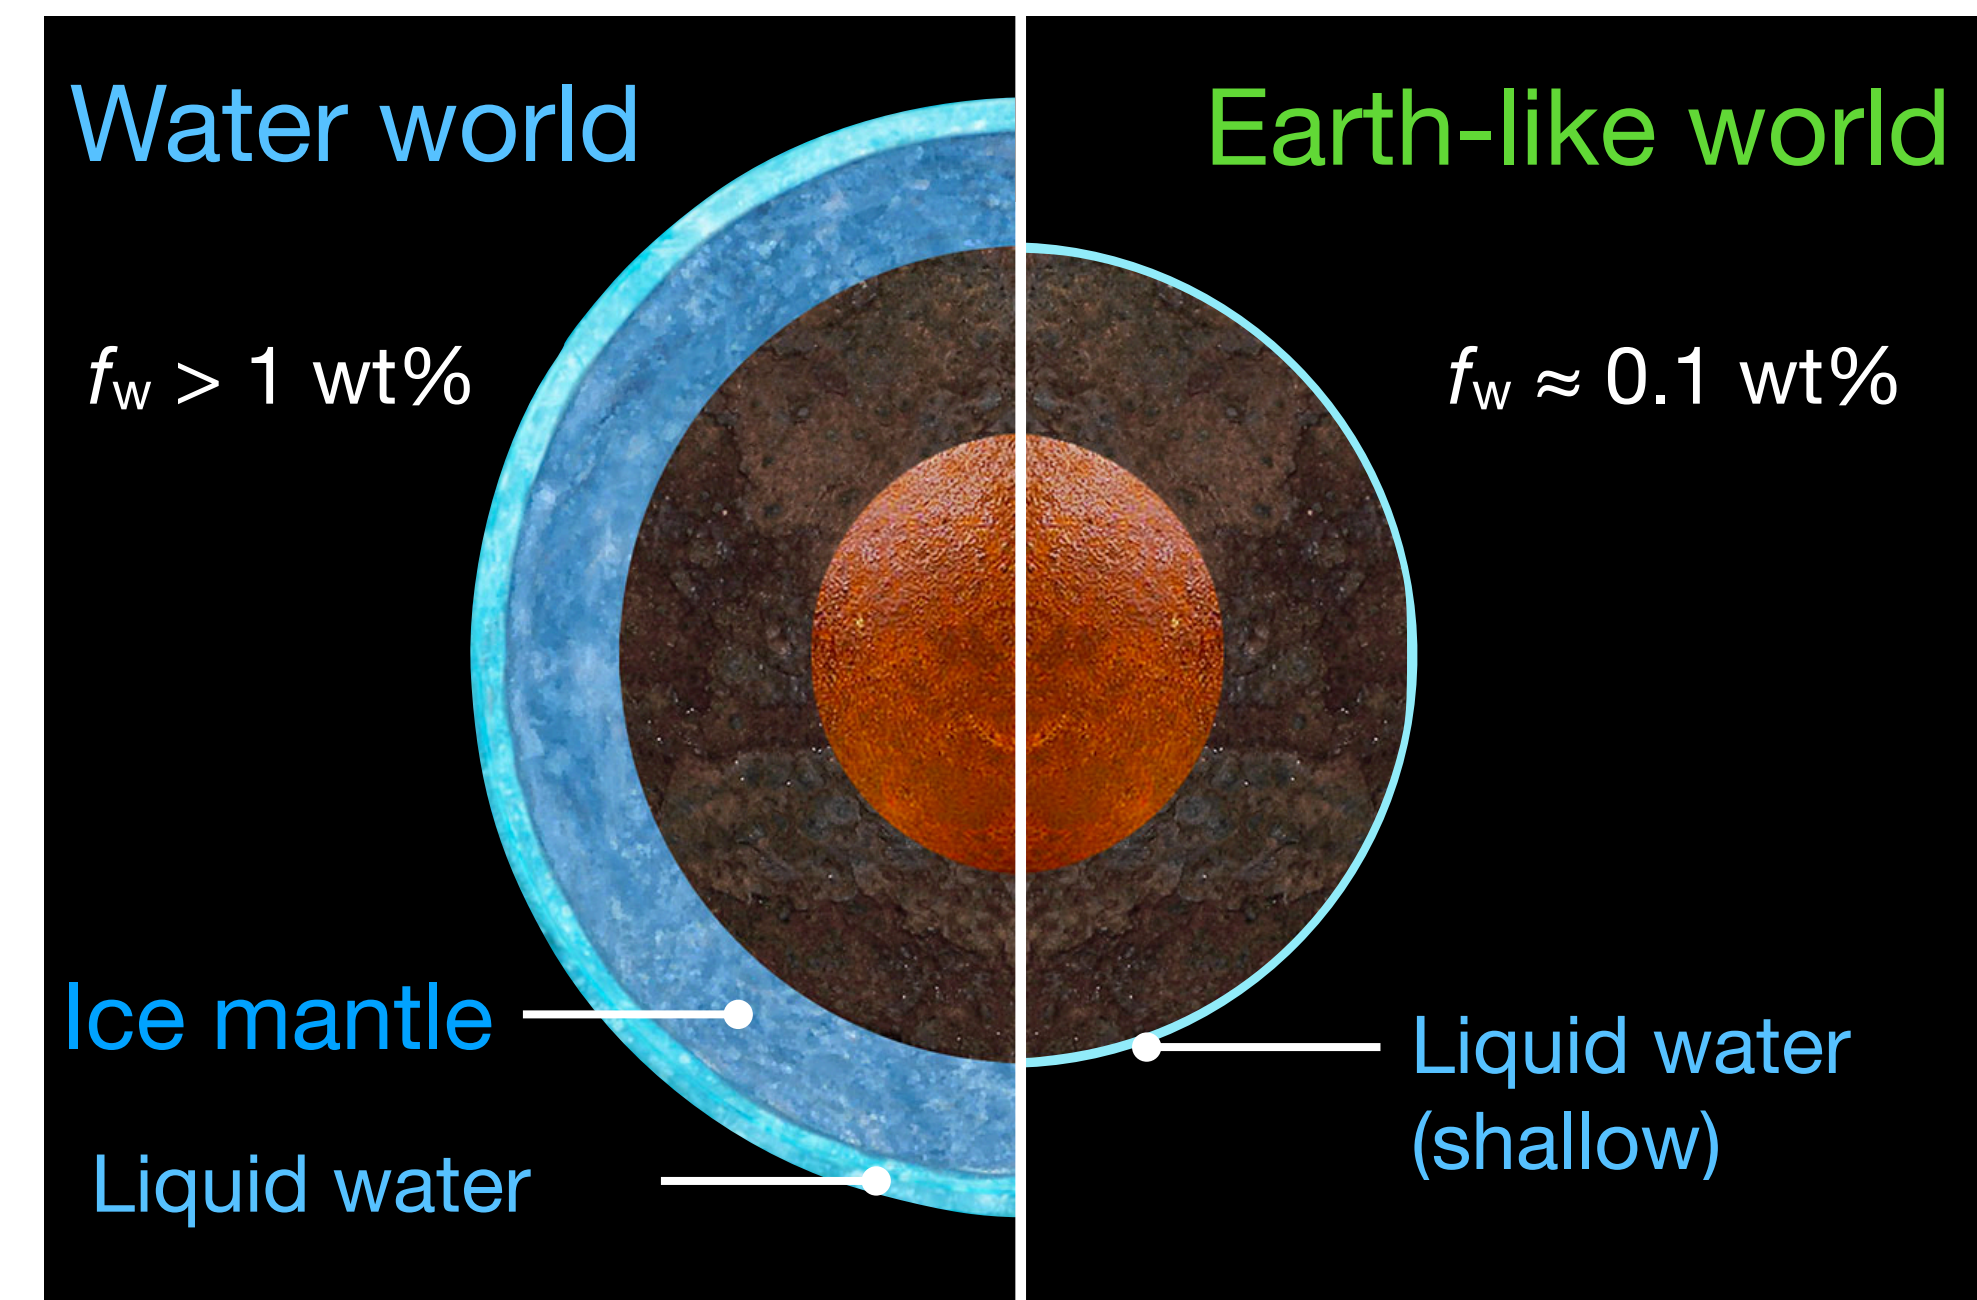 Water world
Earth-like world
fw > 1 wt%
fw ≈ 0.1 wt%
Ice mantle
Liquid water
Liquid water
(shallow)